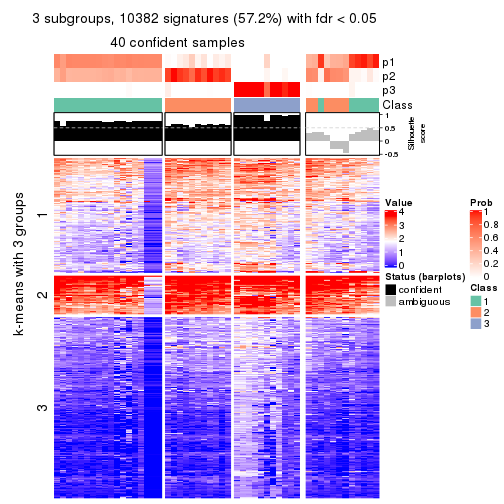 3 subgroups, 10382 signatures (57.2%) with fdr < 0.05
40 confident samples
p1
p2
p3
Class
1
0.5
0
-0.5
Silhouette
score
k-means with 3 groups
1
2
3
Value
4
3
2
1
0
Status (barplots)
confident
ambiguous
Prob
1
0.8
0.6
0.4
0.2
0
Class
1
2
3